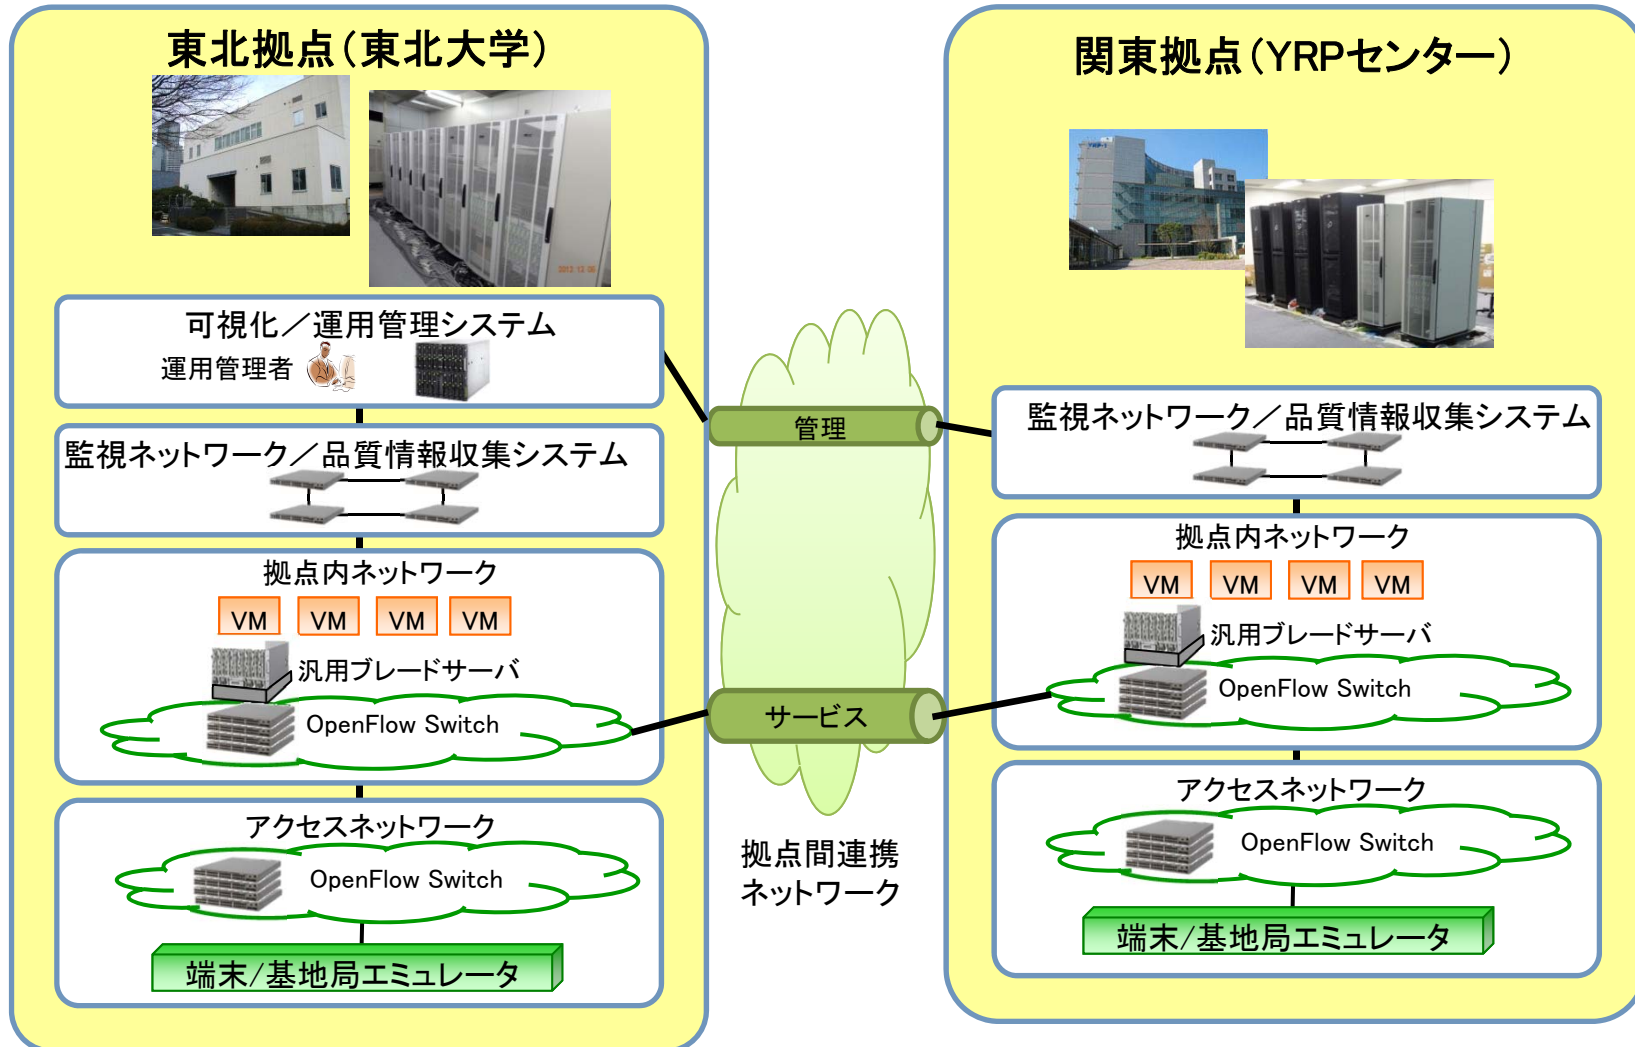 東北拠点（東北大学）
2012 12 06
可視化／運用管理システム
運用管理者
監視ネットワーク／品質情報収集システム
拠点内ネットワーク
VM VM VM VM
汎用ブレードサーバ
OpenFlow Switch
アクセスネットワーク
OpenFlow Switch
端末/基地局エミュレータ
管理
サービス
拠点間連携
ネットワーク
関東拠点（YRPセンター）
YRP-1
監視ネットワーク／品質情報収集システム
拠点内ネットワーク
VM VM VM VM
汎用ブレードサーバ
OpenFlow Switch
アクセスネットワーク
OpenFlow Switch
端末/基地局エミュレータ